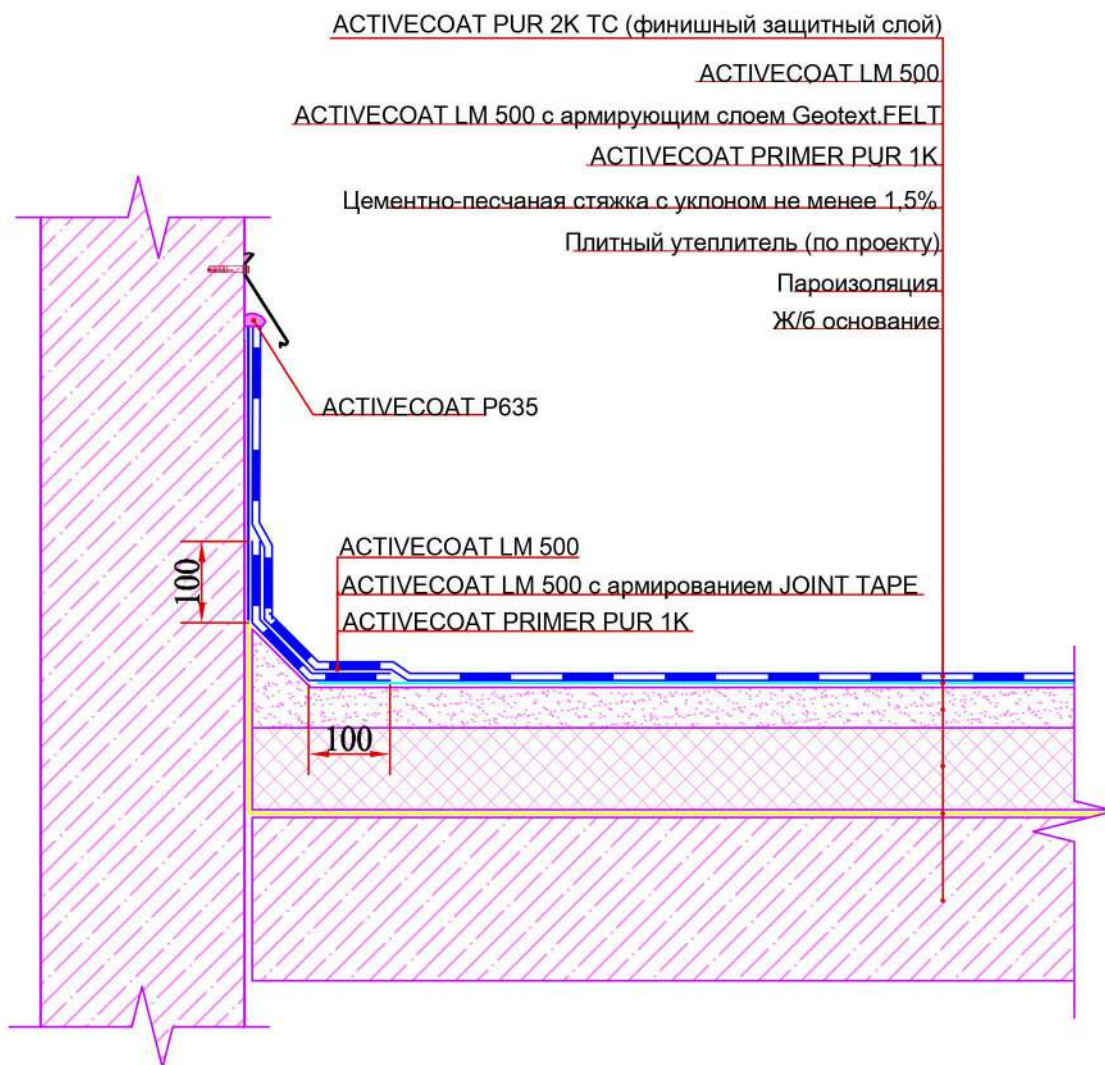 ACTIVECOAT PUR 2K TC (финишный защитный слой)
ACTIVECOAT LM 500
ACTIVECOAT LM 500 с армирующим слоем Geotext.FELT
ACTIVECOAT PRIMER PUR 1K
Цементно-песчаная стяжка с уклоном не менее 1,5%
Плитный утеплитель (по проекту)
Пароизоляция
Ж/б основание
ACTIVECOAT P635
ACTIVECOAT LM 500
ACTIVECOAT LM 500 с армированием JOINT TAPE
ACTIVECOAT PRIMER PUR 1K
100
100